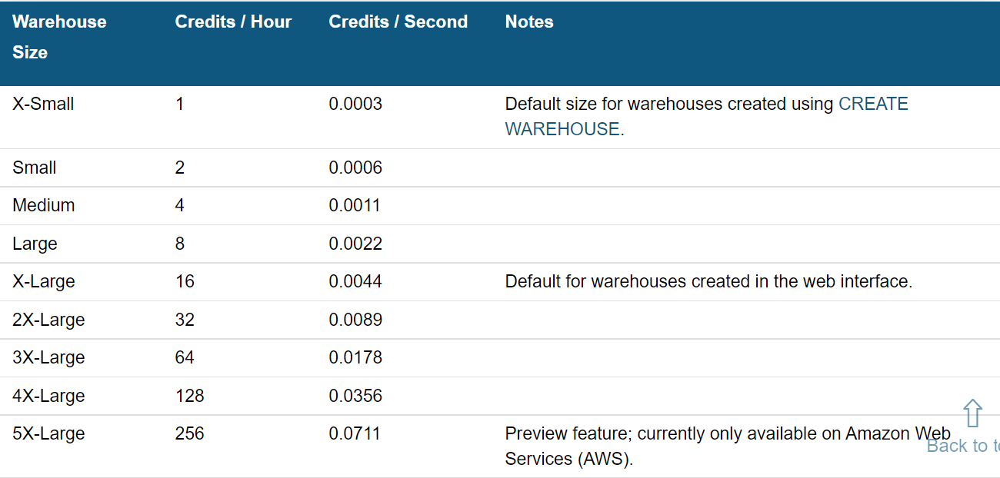 Warehouse Size Credits / Hour Credits / Second Notes
X-Small 1 0.0003 Default size for warehouses created using CREATE
WAREHOUSE.
Small 2 0.0006
Medium 4 0.0011
Large 8 0.0022
X-Large 16 0.0044 Default for warehouses created in the web interface.
2X-Large 32 0.0089
3X-Large 64 0.0178
4X-Large 128 0.0356
5X-Large 256 0.0711 Preview feature; currently only available on Amazon Web
Services (AWS).
Back to t